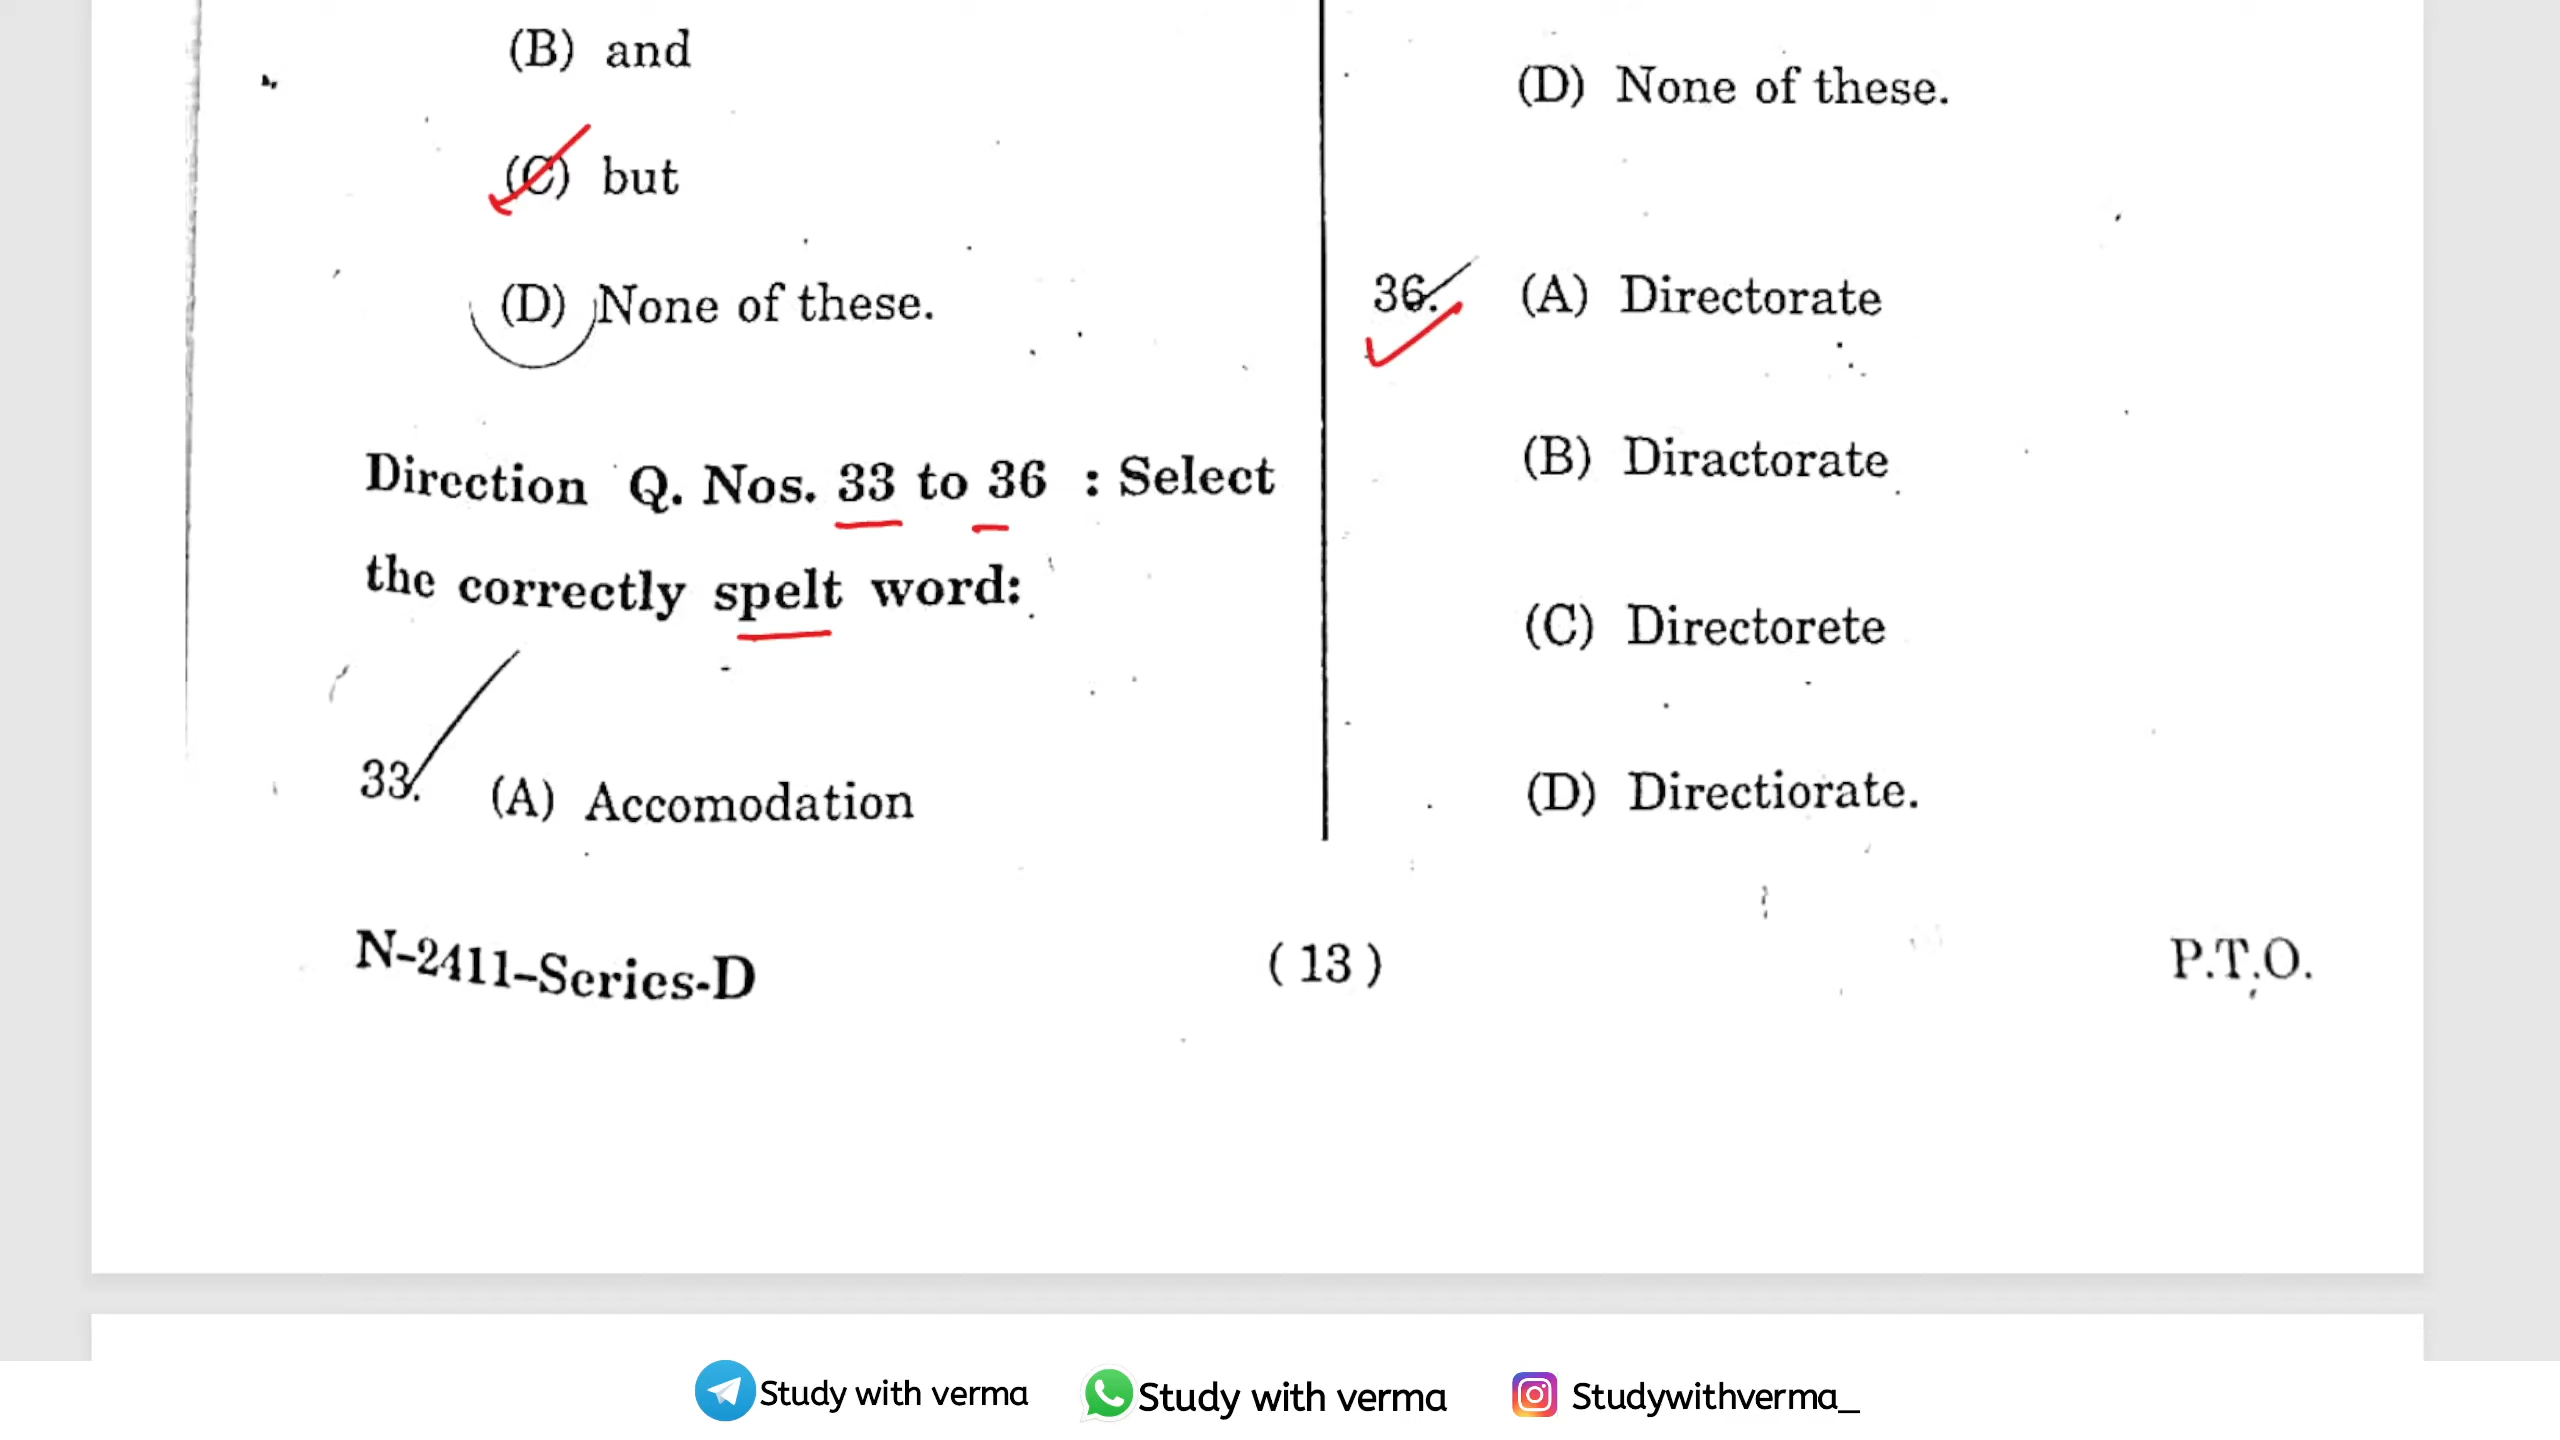 (B) and
(C) but
(D) None of these.
Direction Q. Nos. 33 to 36 : Select
the correctly spelt word:
33. (A) Accomodation
(D) None of these.
36. (A) Directorate
(B) Diractorate
(C) Directorete
(D) Directiorate.
N-2411-Series-D
( 13 )
P.T.O.
Study with verma
Study with verma
Studywithverma_